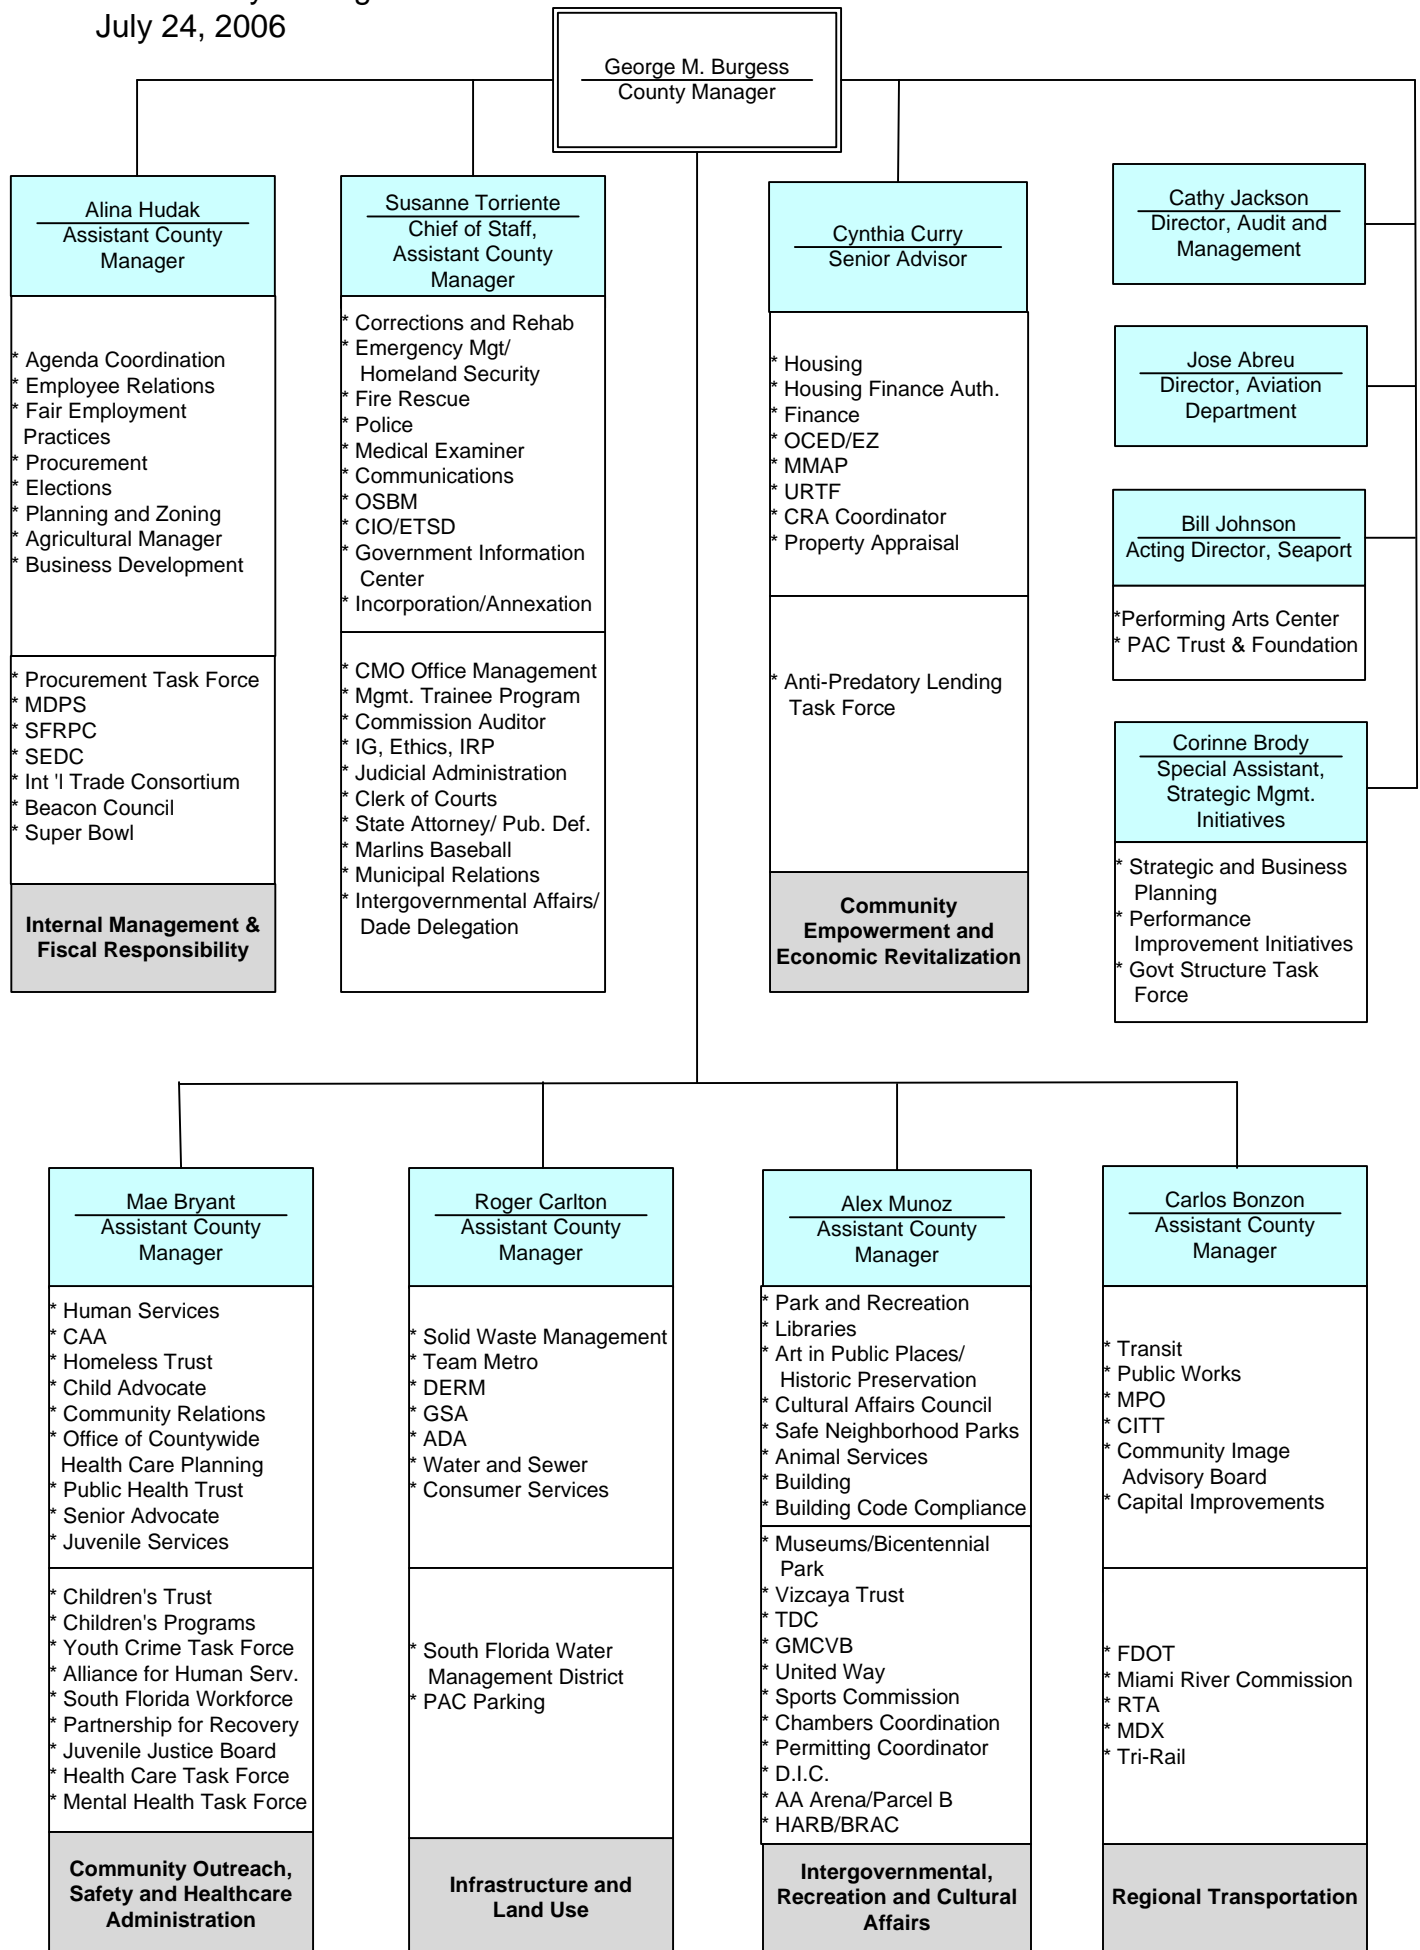 July 24, 2006
George M. Burgess
County Manager
Alina Hudak
Assistant County
Manager
* Agenda Coordination
* Employee Relations
* Fair Employment
Practices
* Procurement
* Elections
* Planning and Zoning
* Agricultural Manager
* Business Development
* Procurement Task Force
* MDPS
* SFRPC
* SEDC
* Int 'l Trade Consortium
* Beacon Council
* Super Bowl
Internal Management &
Fiscal Responsibility
Susanne Torriente
Chief of Staff,
Assistant County
Manager
* Corrections and Rehab
* Emergency Mgt/
Homeland Security
* Fire Rescue
* Police
* Medical Examiner
* Communications
* OSBM
* CIO/ETSD
* Government Information
Center
* Incorporation/Annexation
* CMO Office Management
* Mgmt. Trainee Program
* Commission Auditor
* IG, Ethics, IRP
* Judicial Administration
* Clerk of Courts
* State Attorney/ Pub. Def.
* Marlins Baseball
* Municipal Relations
* Intergovernmental Affairs/
Dade Delegation
Cynthia Curry
Senior Advisor
* Housing
* Housing Finance Auth.
* Finance
* OCED/EZ
* MMAP
* URTF
* CRA Coordinator
* Property Appraisal
* Anti-Predatory Lending
Task Force
Community
Empowerment and
Economic Revitalization
Cathy Jackson
Director, Audit and
Management
Jose Abreu
Director, Aviation
Department
Bill Johnson
Acting Director, Seaport
*Performing Arts Center
* PAC Trust & Foundation
Corinne Brody
Special Assistant,
Strategic Mgmt.
Initiatives
* Strategic and Business
Planning
* Performance
Improvement Initiatives
* Govt Structure Task
Force
Mae Bryant
Assistant County
Manager
* Human Services
* CAA
* Homeless Trust
* Child Advocate
* Community Relations
* Office of Countywide
Health Care Planning
* Public Health Trust
* Senior Advocate
* Juvenile Services
* Children's Trust
* Children's Programs
* Youth Crime Task Force
* Alliance for Human Serv.
* South Florida Workforce
* Partnership for Recovery
* Juvenile Justice Board
* Health Care Task Force
* Mental Health Task Force
Community Outreach,
Safety and Healthcare
Administration
Roger Carlton
Assistant County
Manager
* Solid Waste Management
* Team Metro
* DERM
* GSA
* ADA
* Water and Sewer
* Consumer Services
* South Florida Water
Management District
* PAC Parking
Infrastructure and
Land Use
Alex Munoz
Assistant County
Manager
* Park and Recreation
* Libraries
* Art in Public Places/
Historic Preservation
* Cultural Affairs Council
* Safe Neighborhood Parks
* Animal Services
* Building
* Building Code Compliance
* Museums/Bicentennial
Park
* Vizcaya Trust
* TDC
* GMCVB
* United Way
* Sports Commission
* Chambers Coordination
* Permitting Coordinator
* D.I.C.
* AA Arena/Parcel B
* HARB/BRAC
Intergovernmental,
Recreation and Cultural
Affairs
Carlos Bonzon
Assistant County
Manager
* Transit
* Public Works
* MPO
* CITT
* Community Image
Advisory Board
* Capital Improvements
* FDOT
* Miami River Commission
* RTA
* MDX
* Tri-Rail
Regional Transportation